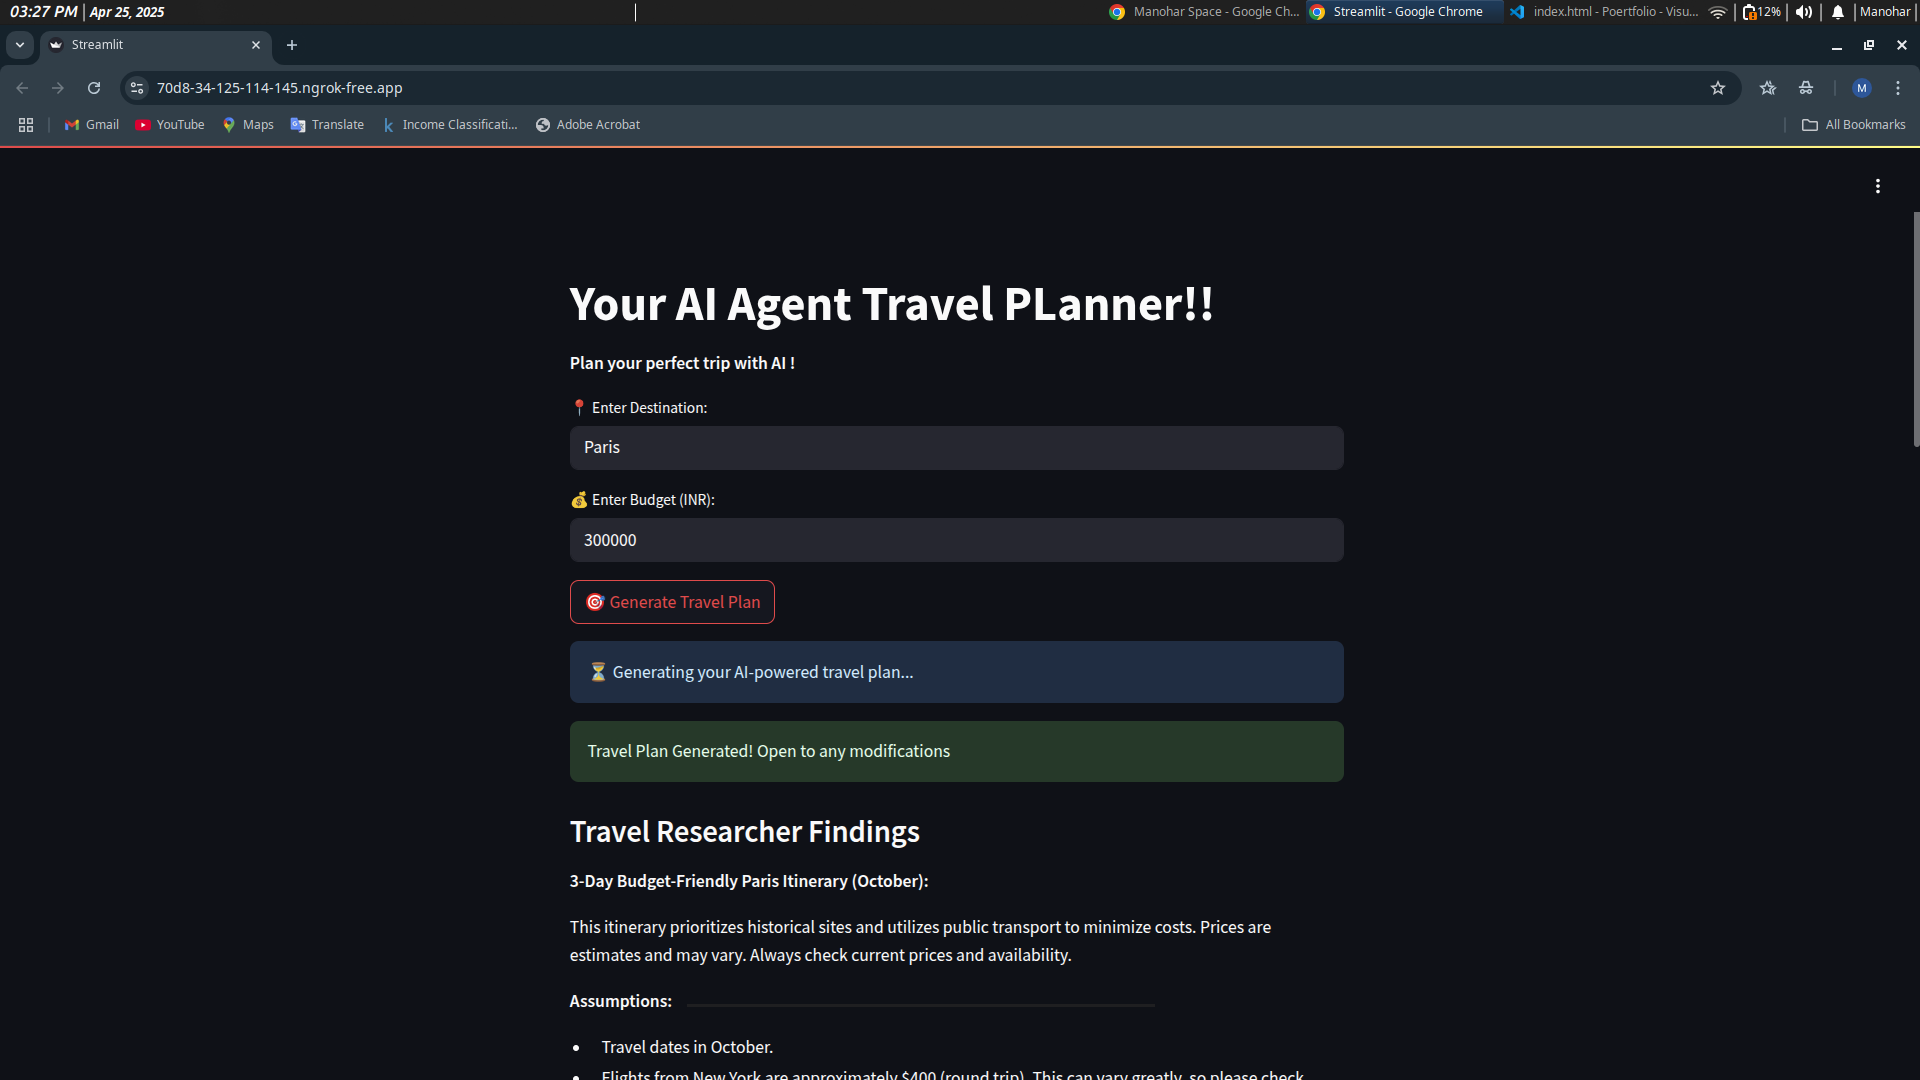 03:27 PM | Apr 25, 2025
Manohar Space - Google Ch...
Streamlit - Google Chrome
index.html - Poertfolio - Visu...
12%
Manohar
Streamlit
70d8-34-125-114-145.ngrok-free.app
M
Gmail
YouTube
Maps
Translate
Income Classificati...
Adobe Acrobat
All Bookmarks
Your AI Agent Travel PLanner!!
Plan your perfect trip with AI !
📍 Enter Destination:
Paris
💰 Enter Budget (INR):
300000
🎯 Generate Travel Plan
⏳ Generating your AI-powered travel plan...
Travel Plan Generated! Open to any modifications
Travel Researcher Findings
3-Day Budget-Friendly Paris Itinerary (October):
This itinerary prioritizes historical sites and utilizes public transport to minimize costs. Prices are
estimates and may vary. Always check current prices and availability.
Assumptions:
• Travel dates in October.
• Flights from New York are approximately $400 (round trip). This can vary greatly, so please check